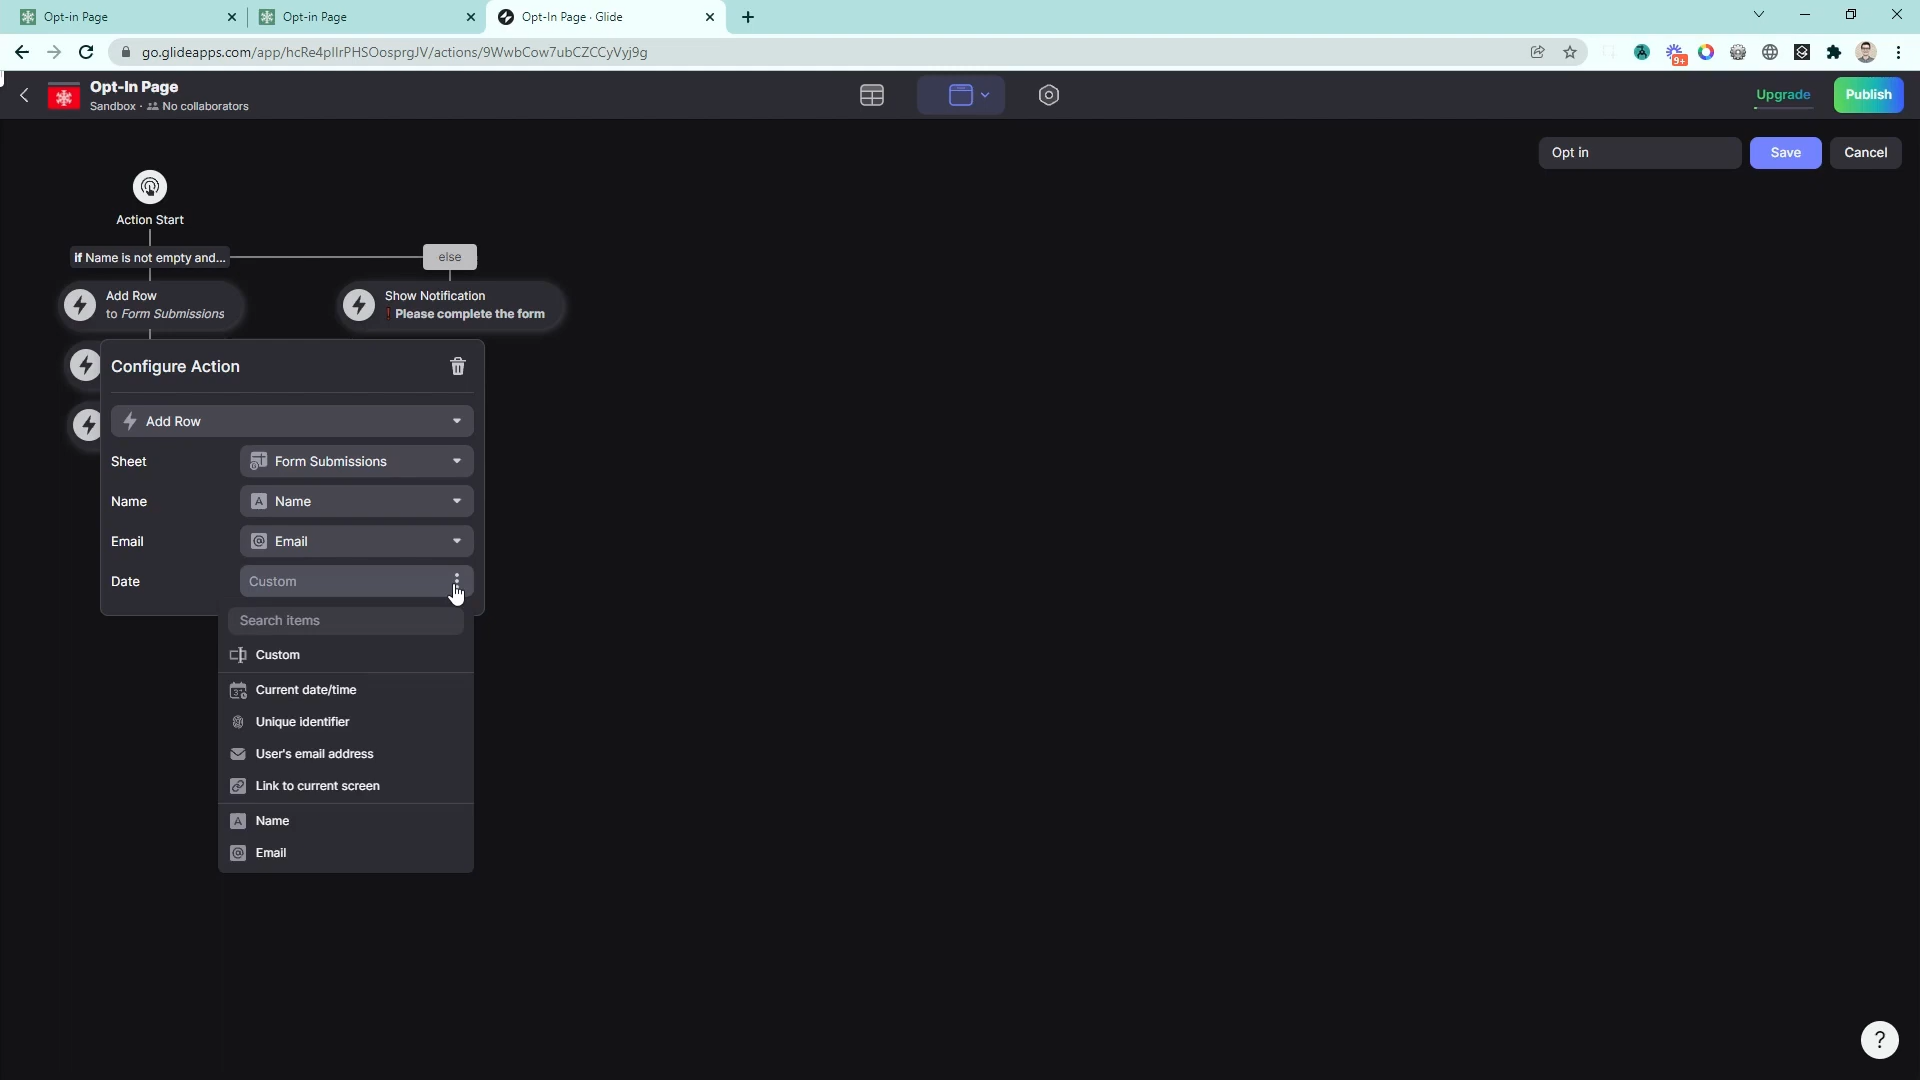 Opt-in Page
Opt-in Page
Opt-In Page · Glide
go.glideapps.com/app/hcRe4pIlrPHSOosprgJV/actions/9WwbCow7ubCZCCyVyj9g
9+
Opt-In Page
Sandbox · No collaborators
Upgrade
Publish
Opt in
Save
Cancel
Action Start
if Name is not empty and...
else
Add Row
to Form Submissions
Show Notification
❗ Please complete the form
Configure Action
Add Row
Sheet
Form Submissions
Name
Name
Email
Email
Date
Custom
Search items
Custom
Current date/time
Unique identifier
User's email address
Link to current screen
Name
Email
?